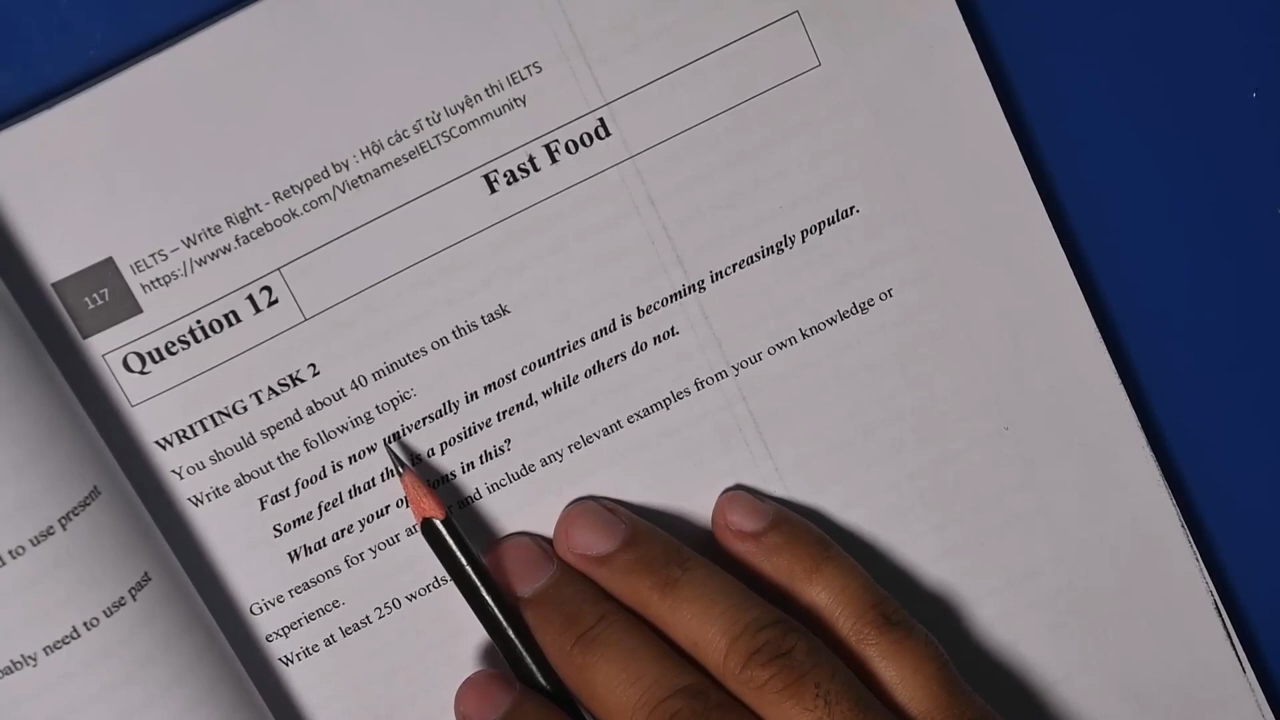 IELTS – Write Right - Retyped by : Hội các sĩ tử luyện thi IELTS
https://www.facebook.com/VietnameseIELTSCommunity
117
Question 12
Fast Food
WRITING TASK 2
You should spend about 40 minutes on this task
Write about the following topic:
Fast food is now universally in most countries and is becoming increasingly popular.
Some feel that this is a positive trend, while others do not.
What are your opinions in this?
Give reasons for your and include any relevant examples from your own knowledge or
experience.
Write at least 250 words.
to use present
need to use past